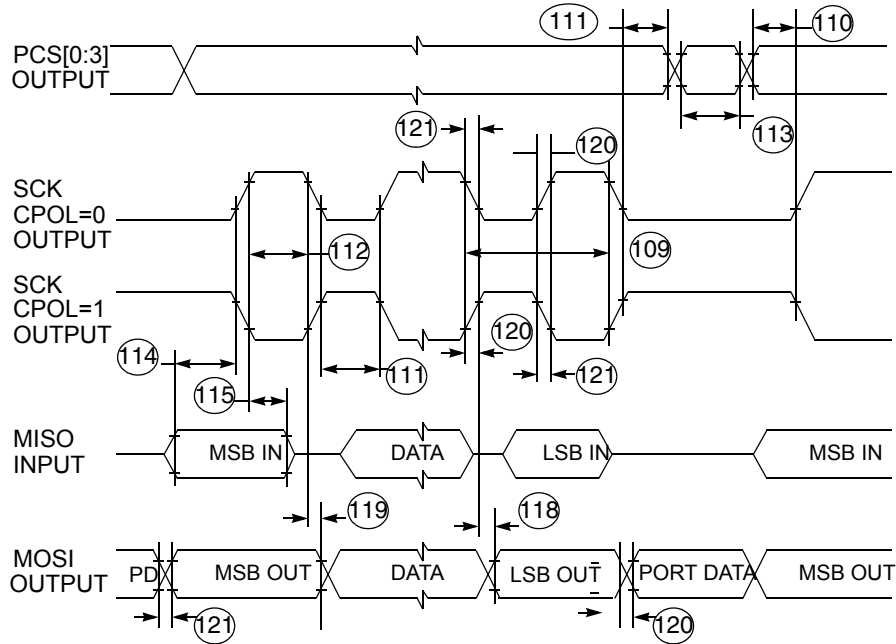 111
110
PCS[0:3]
OUTPUT
113
121
120
SCK
CPOL=0
OUTPUT
112
109
SCK
CPOL=1
OUTPUT
114
120
111
121
115
MISO
INPUT
MSB IN
DATA
LSB IN
MSB IN
119
118
MOSI
OUTPUT
PD
MSB OUT
DATA
LSB OUT
PORT DATA
MSB OUT
121
120